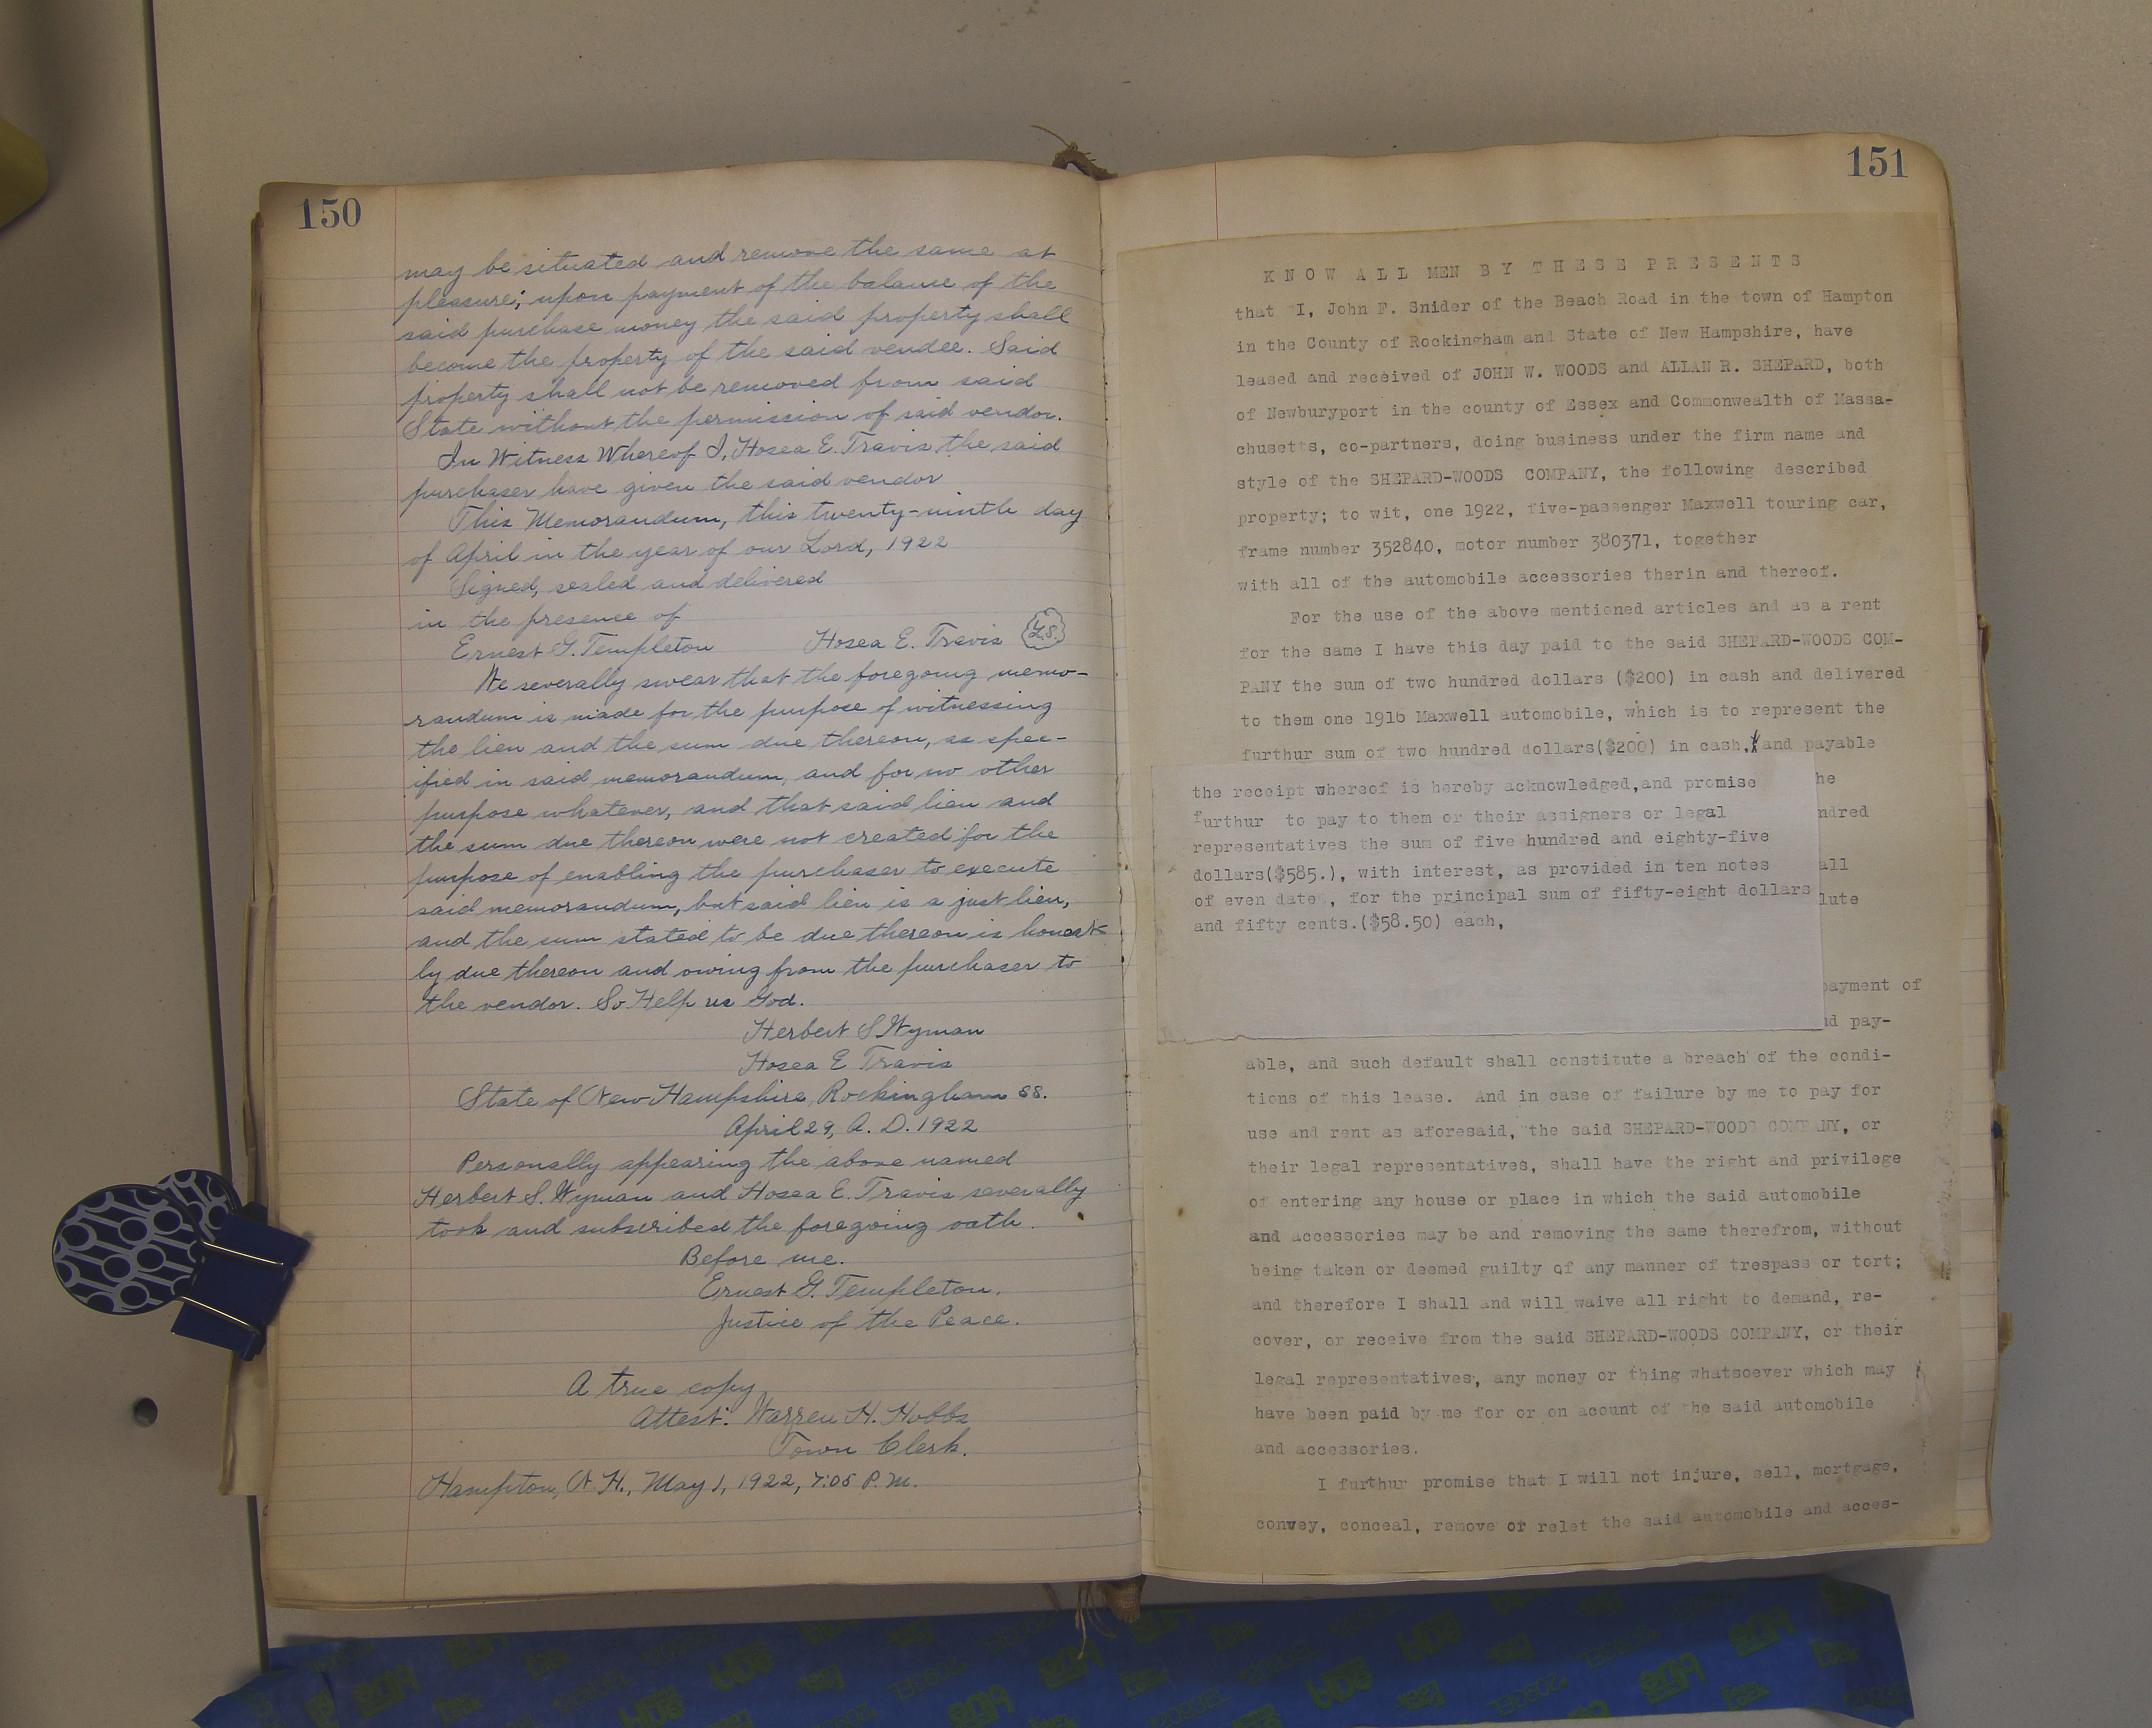 150
may be situated and remove the same at
pleasure; upon payment of the balance of the
said purchase money the said property shall
become the property of the said vendee. Said
property shall not be removed from said
State without the permission of said vendor.
In Witness Whereof I, Hosea E. Travis the said
purchaser have given the said vendor
This Memorandum, this twenty-ninth day
of April in the year of our Lord, 1922
Signed, sealed and delivered
in the presence of
Ernest G. Templeton Hosea E. Travis L.S.
We severally swear that the foregoing memo-
randum is made for the purpose of witnessing
the lien and the sum due thereon, as spec-
ified in said memorandum, and for no other
purpose whatever, and that said lien and
the sum due thereon were not created for the
purpose of enabling the purchaser to execute
said memorandum, but said lien is a just lien,
and the sum stated to be due thereon is honest-
ly due thereon and owing from the purchaser to
the vendor. So Help us God.
Herbert S. Wyman
Hosea E Travis
State of New Hampshire, Rockingham SS.
April 29, A. D. 1922
Personally appearing the above named
Herbert S. Wyman and Hosea E. Travis severally
took and subscribed the foregoing oath.
Before me.
Ernest G. Templeton.
Justice of the Peace.
A true copy
Attest: Warren H. Hobbs
Town Clerk.
Hampton, N. H., May 1, 1922, 7:05 P. M.
151
KNOW ALL MEN BY THESE PRESENTS
that I, John F. Snider of the Beach Road in the town of Hampton
in the County of Rockingham and State of New Hampshire, have
leased and received of JOHN W. WOODS and ALLAN R. SHEPARD, both
of Newburyport in the county of Essex and Commonwealth of Massa-
chusetts, co-partners, doing business under the firm name and
style of the SHEPARD-WOODS COMPANY, the following described
property; to wit, one 1922, five-passenger Maxwell touring car,
frame number 352840, motor number 380371, together
with all of the automobile accessories therin and thereof.
For the use of the above mentioned articles and as a rent
for the same I have this day paid to the said SHEPARD-WOODS COM-
PANY the sum of two hundred dollars ($200) in cash and delivered
to them one 1916 Maxwell automobile, which is to represent the
furthur sum of two hundred dollars($200) in cash, and payable
the receipt whereof is hereby acknowledged,and promise he
furthur to pay to them or their assigners or legal ndred
representatives the sum of five hundred and eighty-five
dollars($585.), with interest, as provided in ten notes all
of even date , for the principal sum of fifty-eight dollars lute
and fifty cents.($58.50) each,
payment of
d pay-
able, and such default shall constitute a breach of the condi-
tions of this lease. And in case of failure by me to pay for
use and rent as aforesaid, the said SHEPARD-WOODS COMPANY, or
their legal representatives, shall have the right and privilege
of entering any house or place in which the said automobile
and accessories may be and removing the same therefrom, without
being taken or deemed guilty of any manner of trespass or tort;
and therefore I shall and will waive all right to demand, re-
cover, or receive from the said SHEPARD-WOODS COMPANY, or their
legal representatives, any money or thing whatsoever which may
have been paid by me for or on acount of the said automobile
and accessories.
I furthur promise that I will not injure, sell, mortgage,
convey, conceal, remove or relet the said automobile and acces-